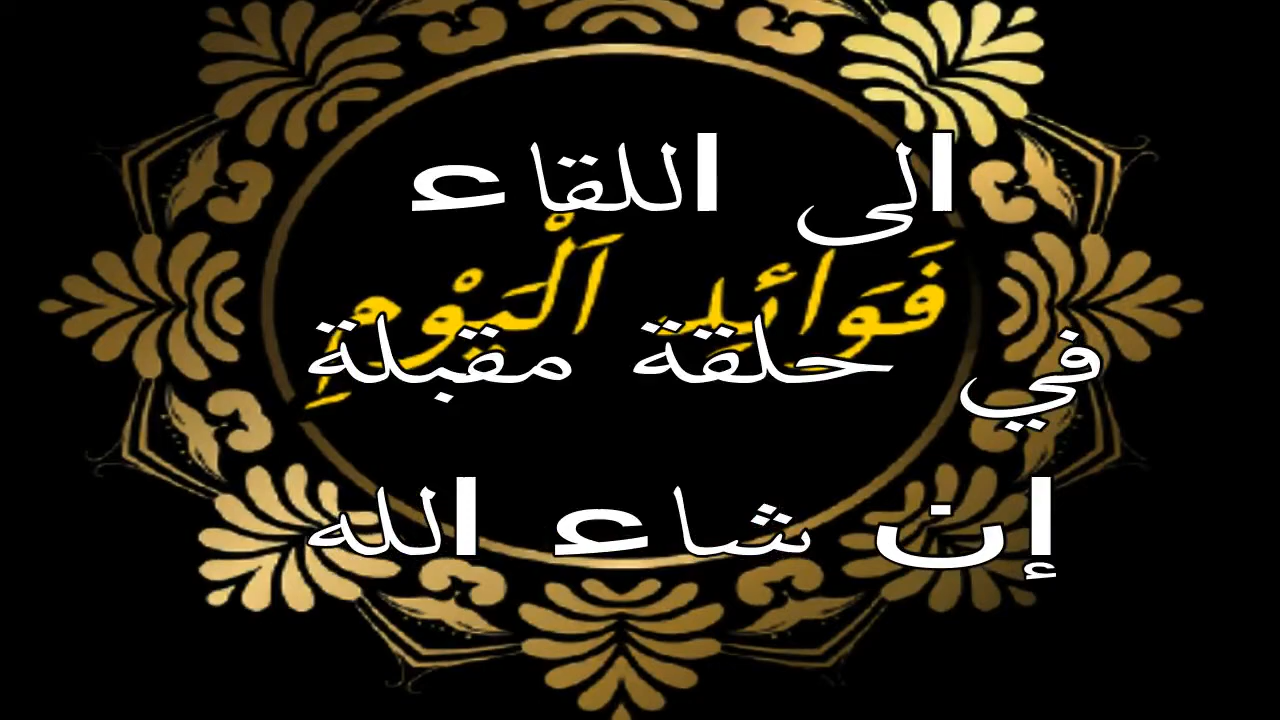 الى اللقاء
فَوَائِدِ اَلْيَوْمِ
في حلقة مقبلة
إن شاء الله